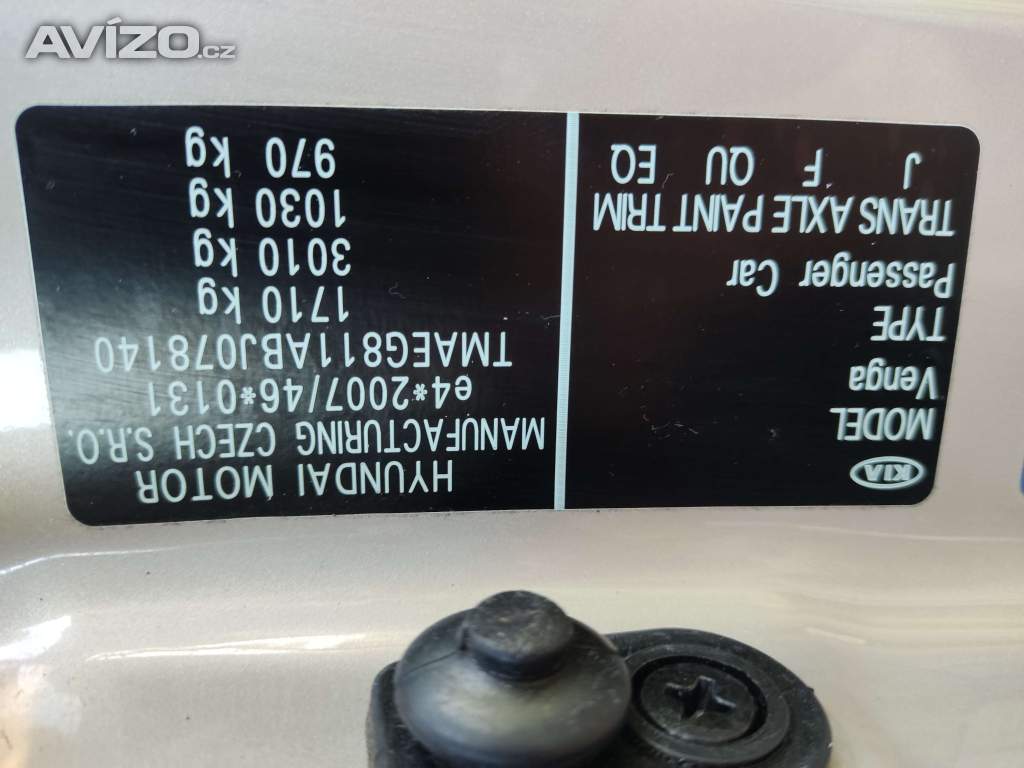 AVÍZO.cz
KIA
MODEL
Venga
TYPE
Passenger Car
TRANS AXLE PAINT TRIM
J F QU EQ
HYUNDAI MOTOR
MANUFACTURING CZECH S.R.O.
e4*2007/46*0131
TMAEG811ABJ078140
1710 kg
3010 kg
1030 kg
970 kg